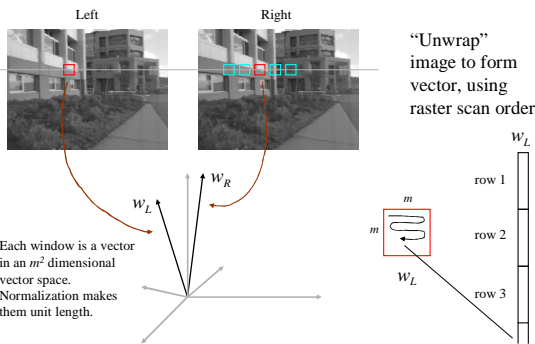 Left
Right
"Unwrap"
image to form
vector, using
raster scan order
w_L
w_R
Each window is a vector
in an m² dimensional
vector space.
Normalization makes
them unit length.
m
m
w_L
w_L
row 1
row 2
row 3